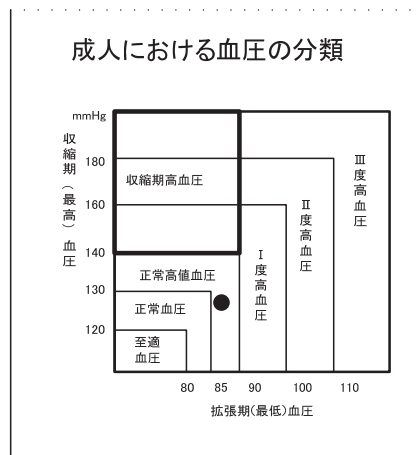 成人における血圧の分類
mmHg
収縮期(最高)血圧
180
160
140
130
120
収縮期高血圧
正常高値血圧
正常血圧
至適
血圧
Ⅰ度高血圧
Ⅱ度高血圧
Ⅲ度高血圧
80 85 90 100 110
拡張期(最低)血圧